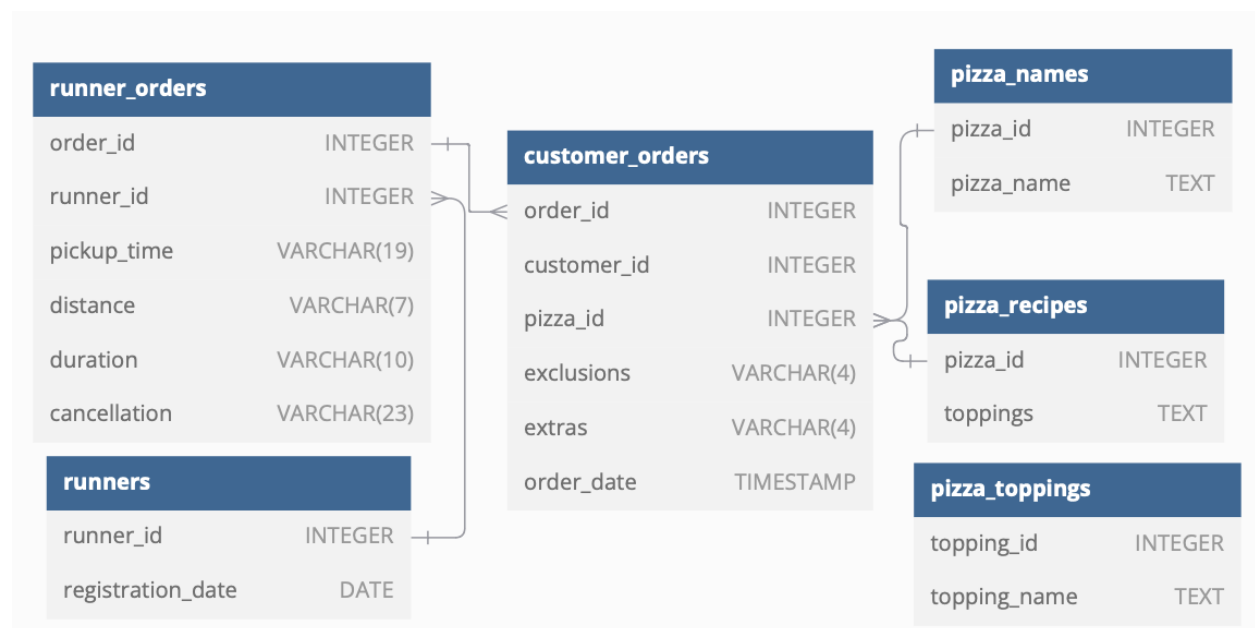 runner_orders
order_id INTEGER
runner_id INTEGER
pickup_time VARCHAR(19)
distance VARCHAR(7)
duration VARCHAR(10)
cancellation VARCHAR(23)
runners
runner_id INTEGER
registration_date DATE
customer_orders
order_id INTEGER
customer_id INTEGER
pizza_id INTEGER
exclusions VARCHAR(4)
extras VARCHAR(4)
order_date TIMESTAMP
pizza_names
pizza_id INTEGER
pizza_name TEXT
pizza_recipes
pizza_id INTEGER
toppings TEXT
pizza_toppings
topping_id INTEGER
topping_name TEXT